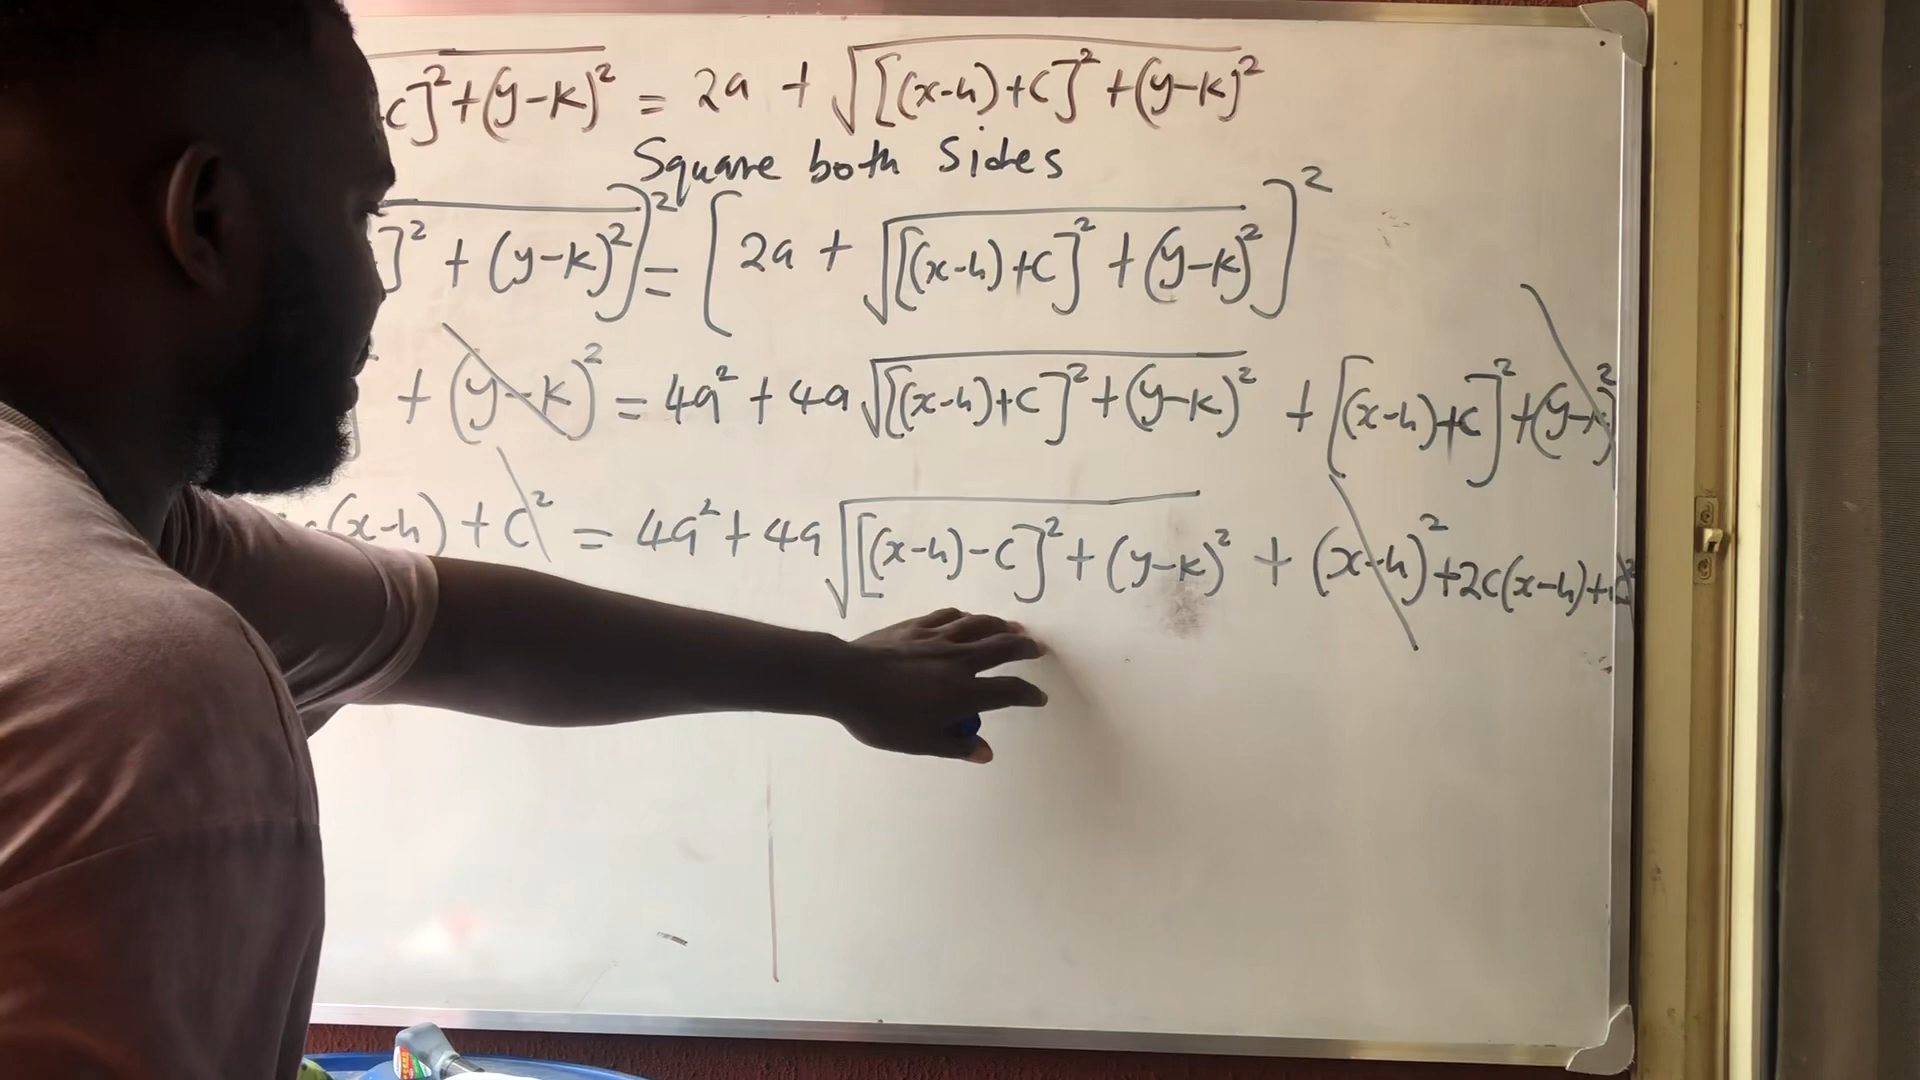 C]² + (y-k)² = 2a + √[(x-h)+C]² + (y-k)²
Square both Sides
]² + (y-k)²]² = [2a + √[(x-h)+C]² + (y-k)²]²
]² + (y-k)² = 4a² + 4a√[(x-h)+C]² + (y-k)² + [(x-h)+C]² + (y-k)²
(x-h) + C² = 4a² + 4a√[(x-h)-C]² + (y-k)² + (x-h)² + 2C(x-h) + C²